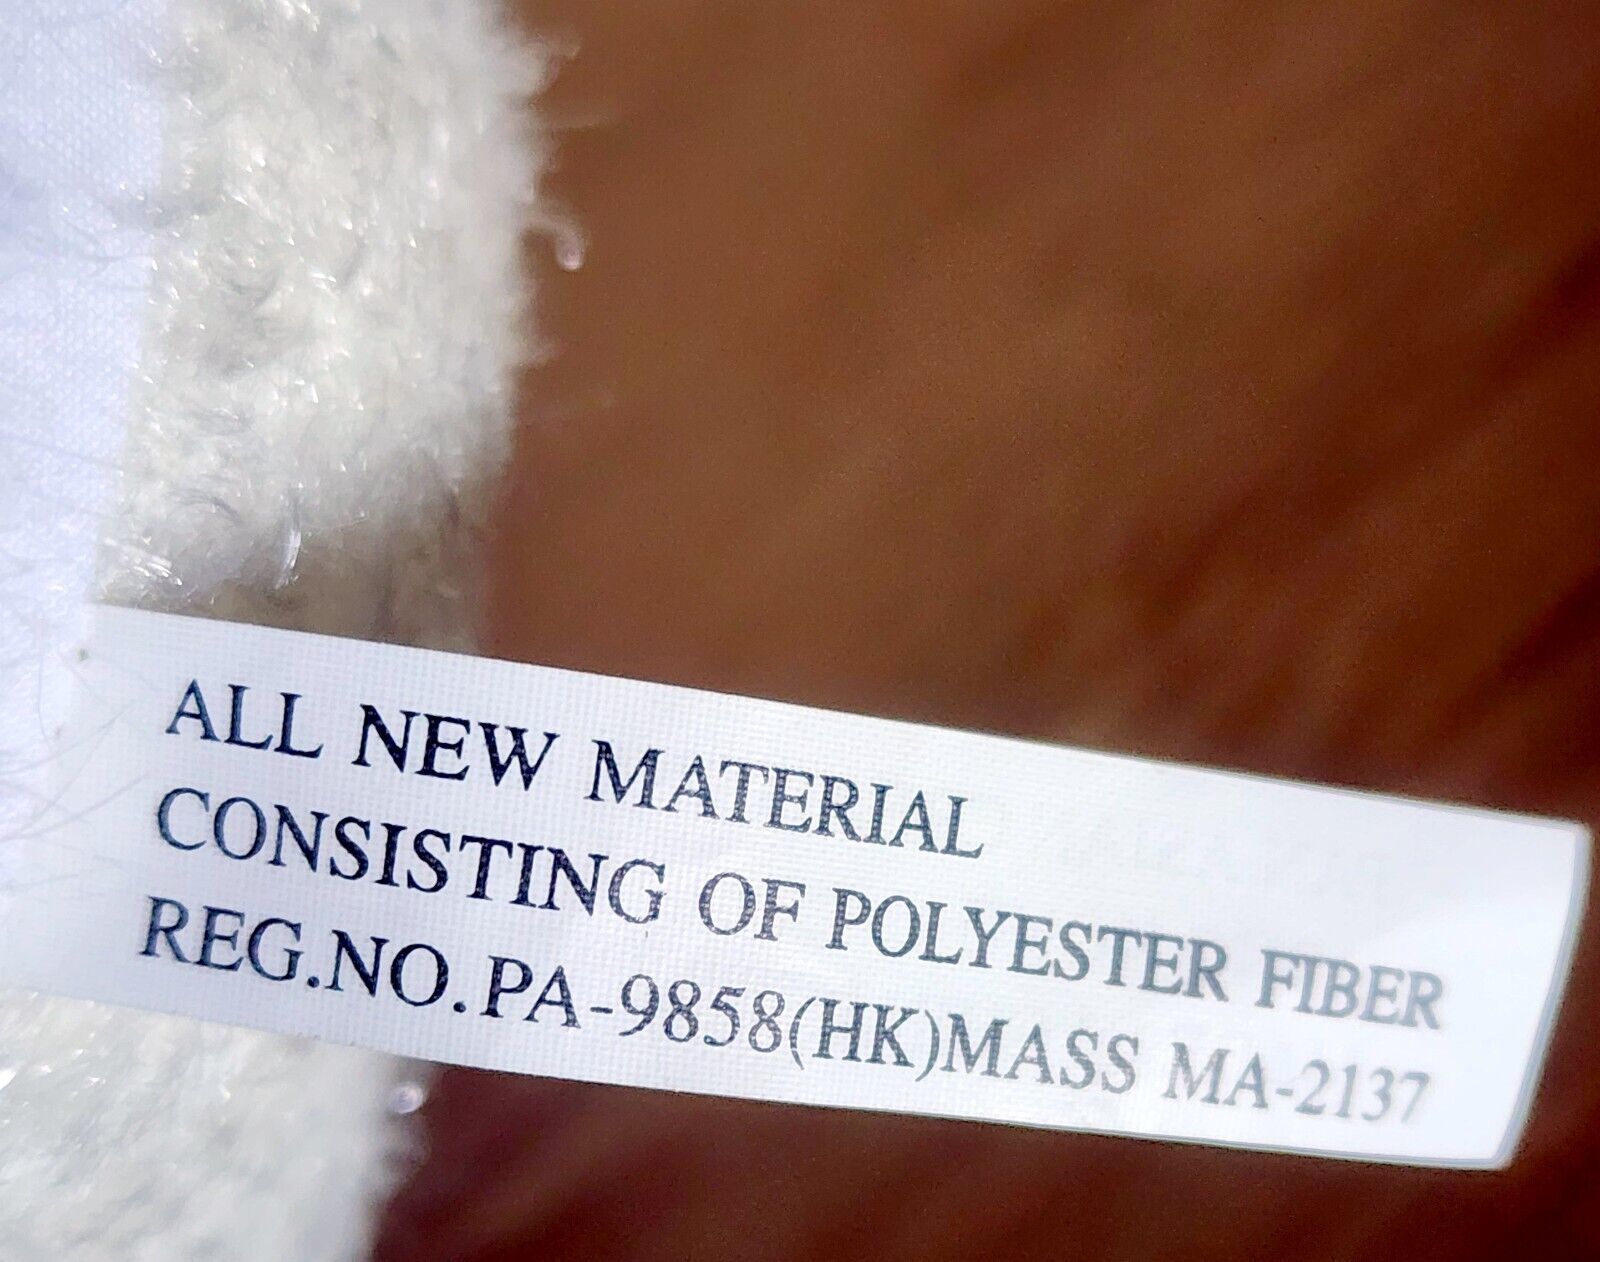 ALL NEW MATERIAL
CONSISTING OF POLYESTER FIBER
REG.NO.PA-9858(HK)MASS MA-2137